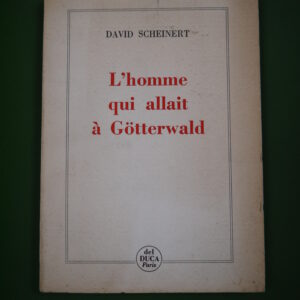 DAVID SCHEINERT
L'homme
qui allait
à Götterwald
del
DUCA
Paris